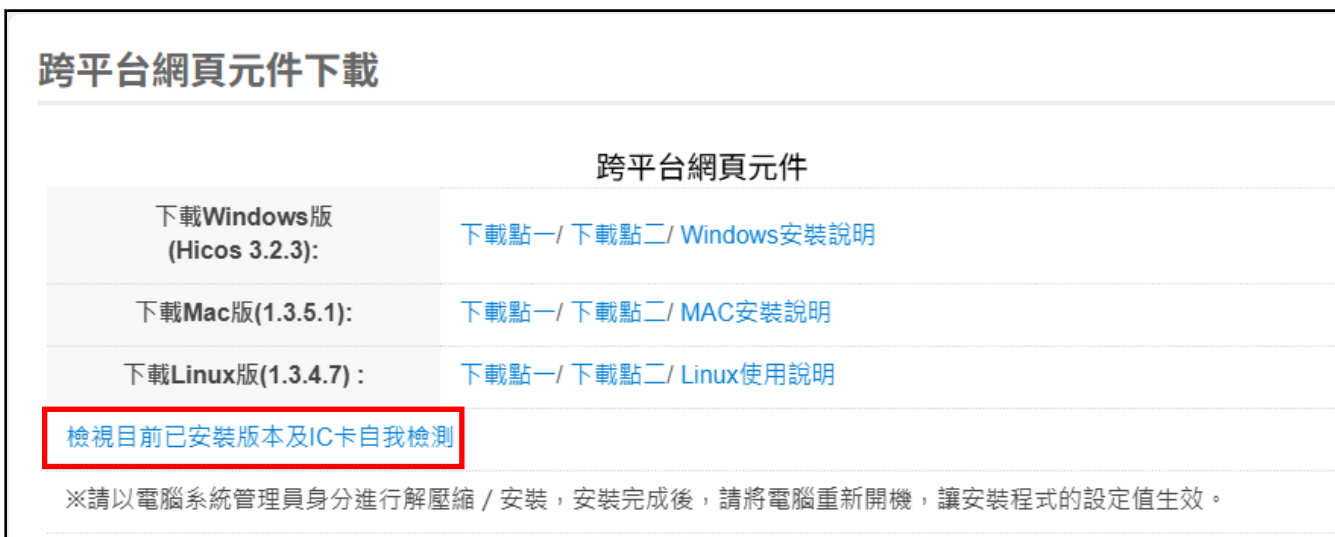 跨平台網頁元件下載
跨平台網頁元件
下載Windows版
(Hicos 3.2.3):
下載點一/ 下載點二/ Windows安裝說明
下載Mac版(1.3.5.1):
下載點一/ 下載點二/ MAC安裝說明
下載Linux版(1.3.4.7) :
下載點一/ 下載點二/ Linux使用說明
檢視目前已安裝版本及IC卡自我檢測
※請以電腦系統管理員身分進行解壓縮 / 安裝，安裝完成後，請將電腦重新開機，讓安裝程式的設定值生效。